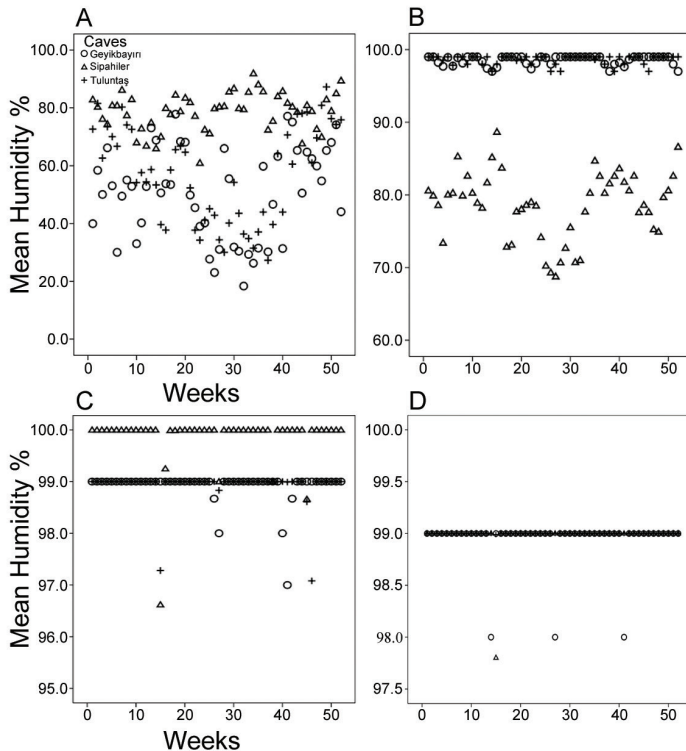 A
Caves
Geyikbayırı
Sipahiler
Tuluntaş
100.0
80.0
60.0
40.0
20.0
0.0
Mean Humidity %
0 10 20 30 40 50
Weeks
B
100.0
90.0
80.0
70.0
60.0
0 10 20 30 40 50
C
100.0
99.0
98.0
97.0
96.0
95.0
Mean Humidity %
0 10 20 30 40 50
Weeks
D
100.0
99.5
99.0
98.5
98.0
97.5
0 10 20 30 40 50